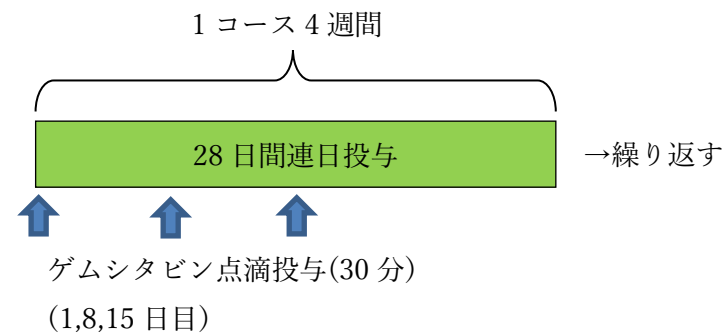 1 コース 4 週間
28 日間連日投与
→繰り返す
ゲムシタビン点滴投与(30 分)
(1,8,15 日目)